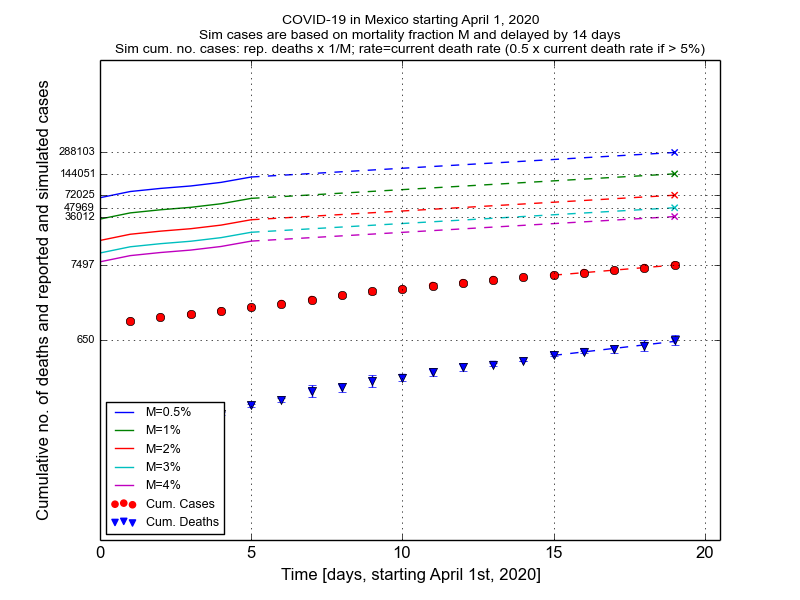 COVID-19 in Mexico starting April 1, 2020
Sim cases are based on mortality fraction M and delayed by 14 days
Sim cum. no. cases: rep. deaths x 1/M; rate=current death rate (0.5 x current death rate if > 5%)
Cumulative no. of deaths and reported and simulated cases
288103
144051
72025
47969
36012
7497
650
M=0.5%
M=1%
M=2%
M=3%
M=4%
Cum. Cases
Cum. Deaths
0 5 10 15 20
Time [days, starting April 1st, 2020]